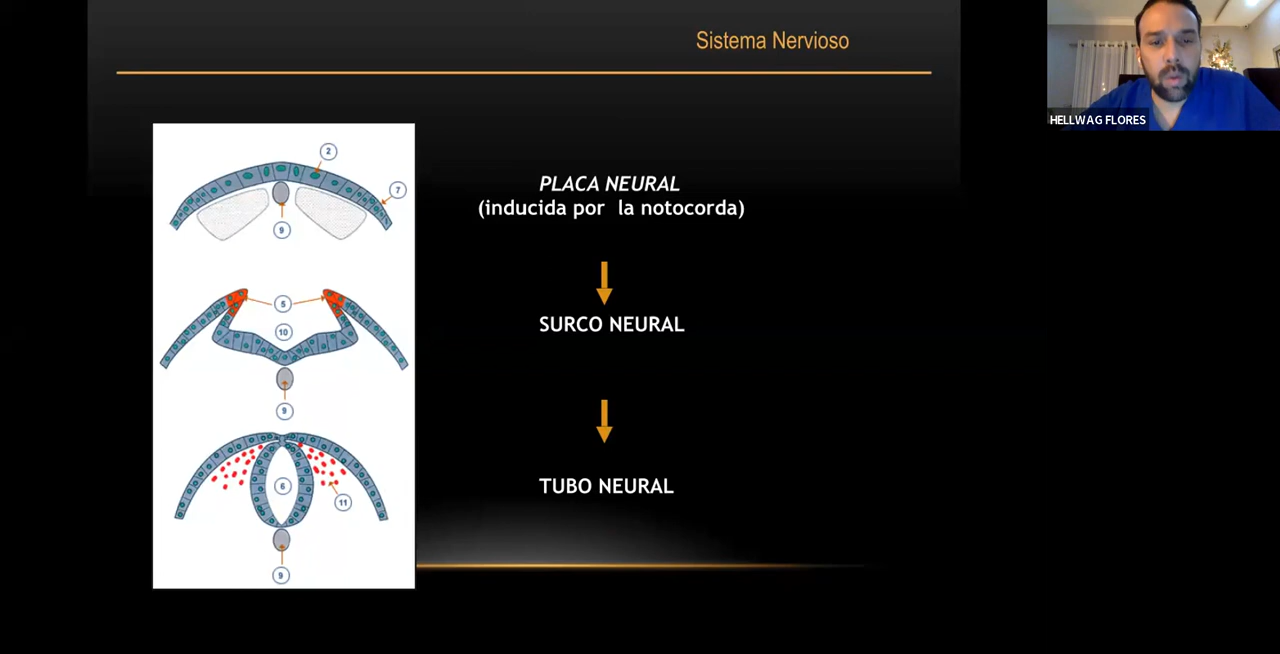 Sistema Nervioso
HELLWAG FLORES
2
7
9
PLACA NEURAL
(inducida por la notocorda)
5
10
SURCO NEURAL
9
6
11
TUBO NEURAL
9